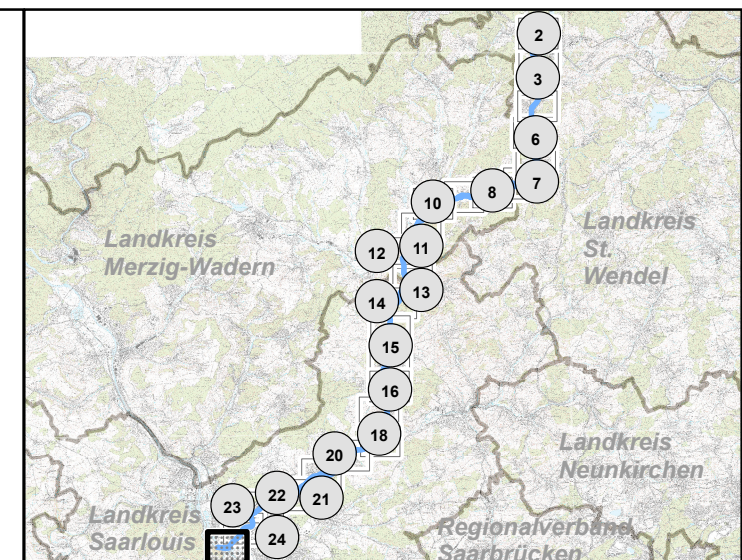 2
3
6
7
8
10
Landkreis
St.
Wendel
Landkreis
Merzig-Wadern
12
11
13
14
15
16
18
20
Landkreis
Neunkirchen
22
21
23
Landkreis
Saarlouis
24
Regionalverband
Saarbrücken